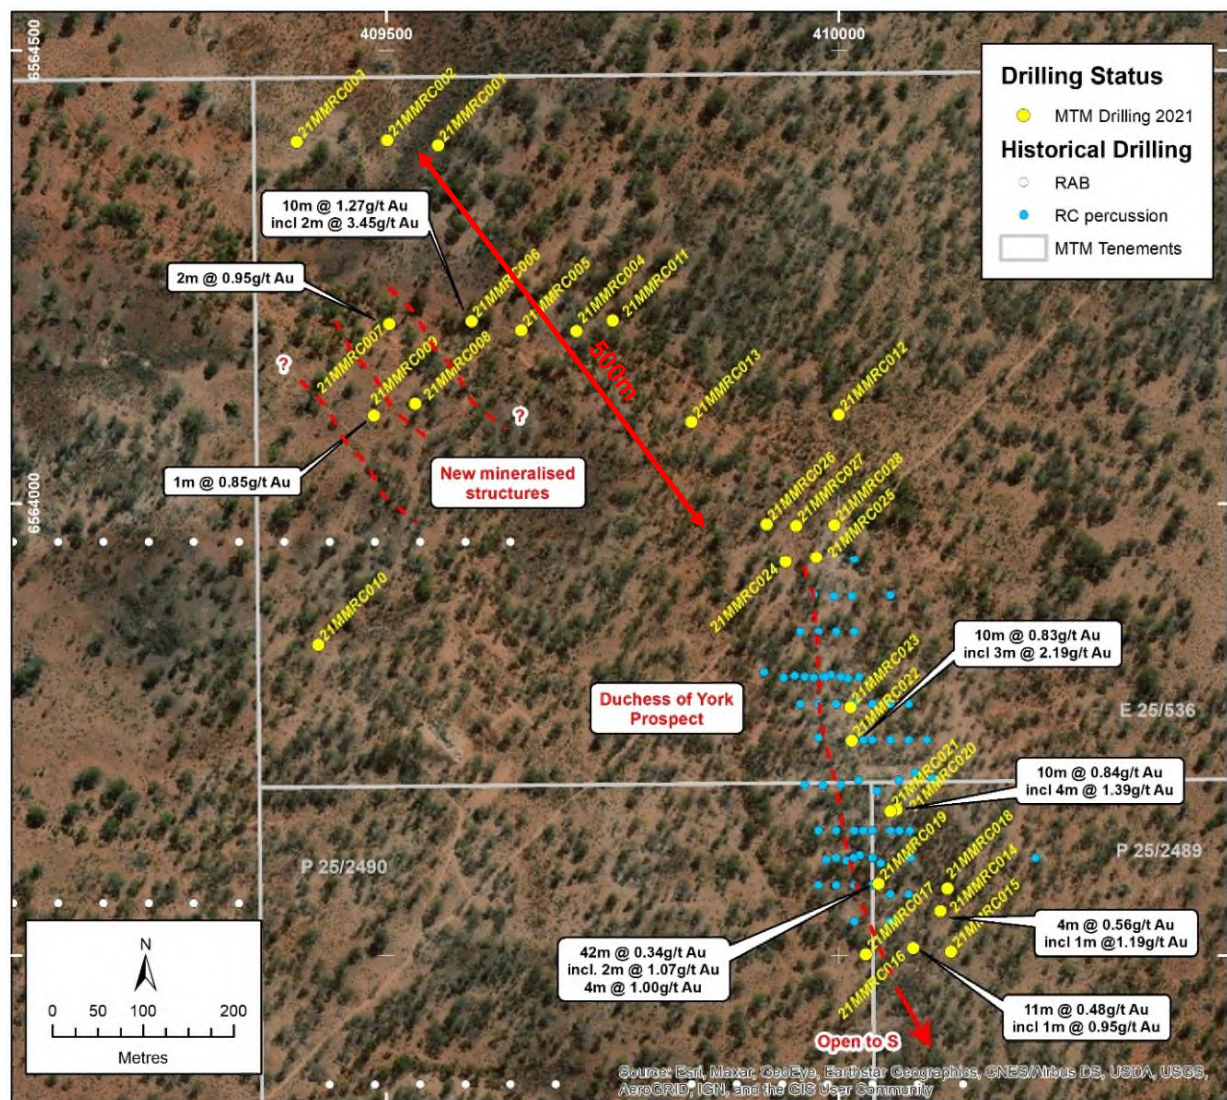 409500
410000
6564500
6564000
Drilling Status
MTM Drilling 2021
Historical Drilling
RAB
RC percussion
MTM Tenements
21MMRC003
21MMRC002
21MMRC001
10m @ 1.27g/t Au
incl 2m @ 3.45g/t Au
2m @ 0.95g/t Au
21MMRC006
21MMRC005
21MMRC004
21MMRC011
21MMRC007
21MMRC009
21MMRC008
?
?
500m
21MMRC013
21MMRC012
1m @ 0.85g/t Au
New mineralised
structures
21MMRC026
21MMRC027
21MMRC028
21MMRC025
21MMRC024
21MMRC010
10m @ 0.83g/t Au
incl 3m @ 2.19g/t Au
21MMRC023
21MMRC022
Duchess of York
Prospect
E 25/536
21MMRC021
21MMRC020
10m @ 0.84g/t Au
incl 4m @ 1.39g/t Au
P 25/2490
P 25/2489
21MMRC019
21MMRC018
21MMRC014
21MMRC015
21MMRC017
21MMRC016
4m @ 0.56g/t Au
incl 1m @1.19g/t Au
42m @ 0.34g/t Au
incl. 2m @ 1.07g/t Au
4m @ 1.00g/t Au
11m @ 0.48g/t Au
incl 1m @ 0.95g/t Au
Open to S
N
0 50 100 200
Metres
Source: Esri, Maxar, GeoEye, Earthstar Geographics, CNES/Airbus DS, USDA, USGS,
AeroGRID, IGN, and the GIS User Community